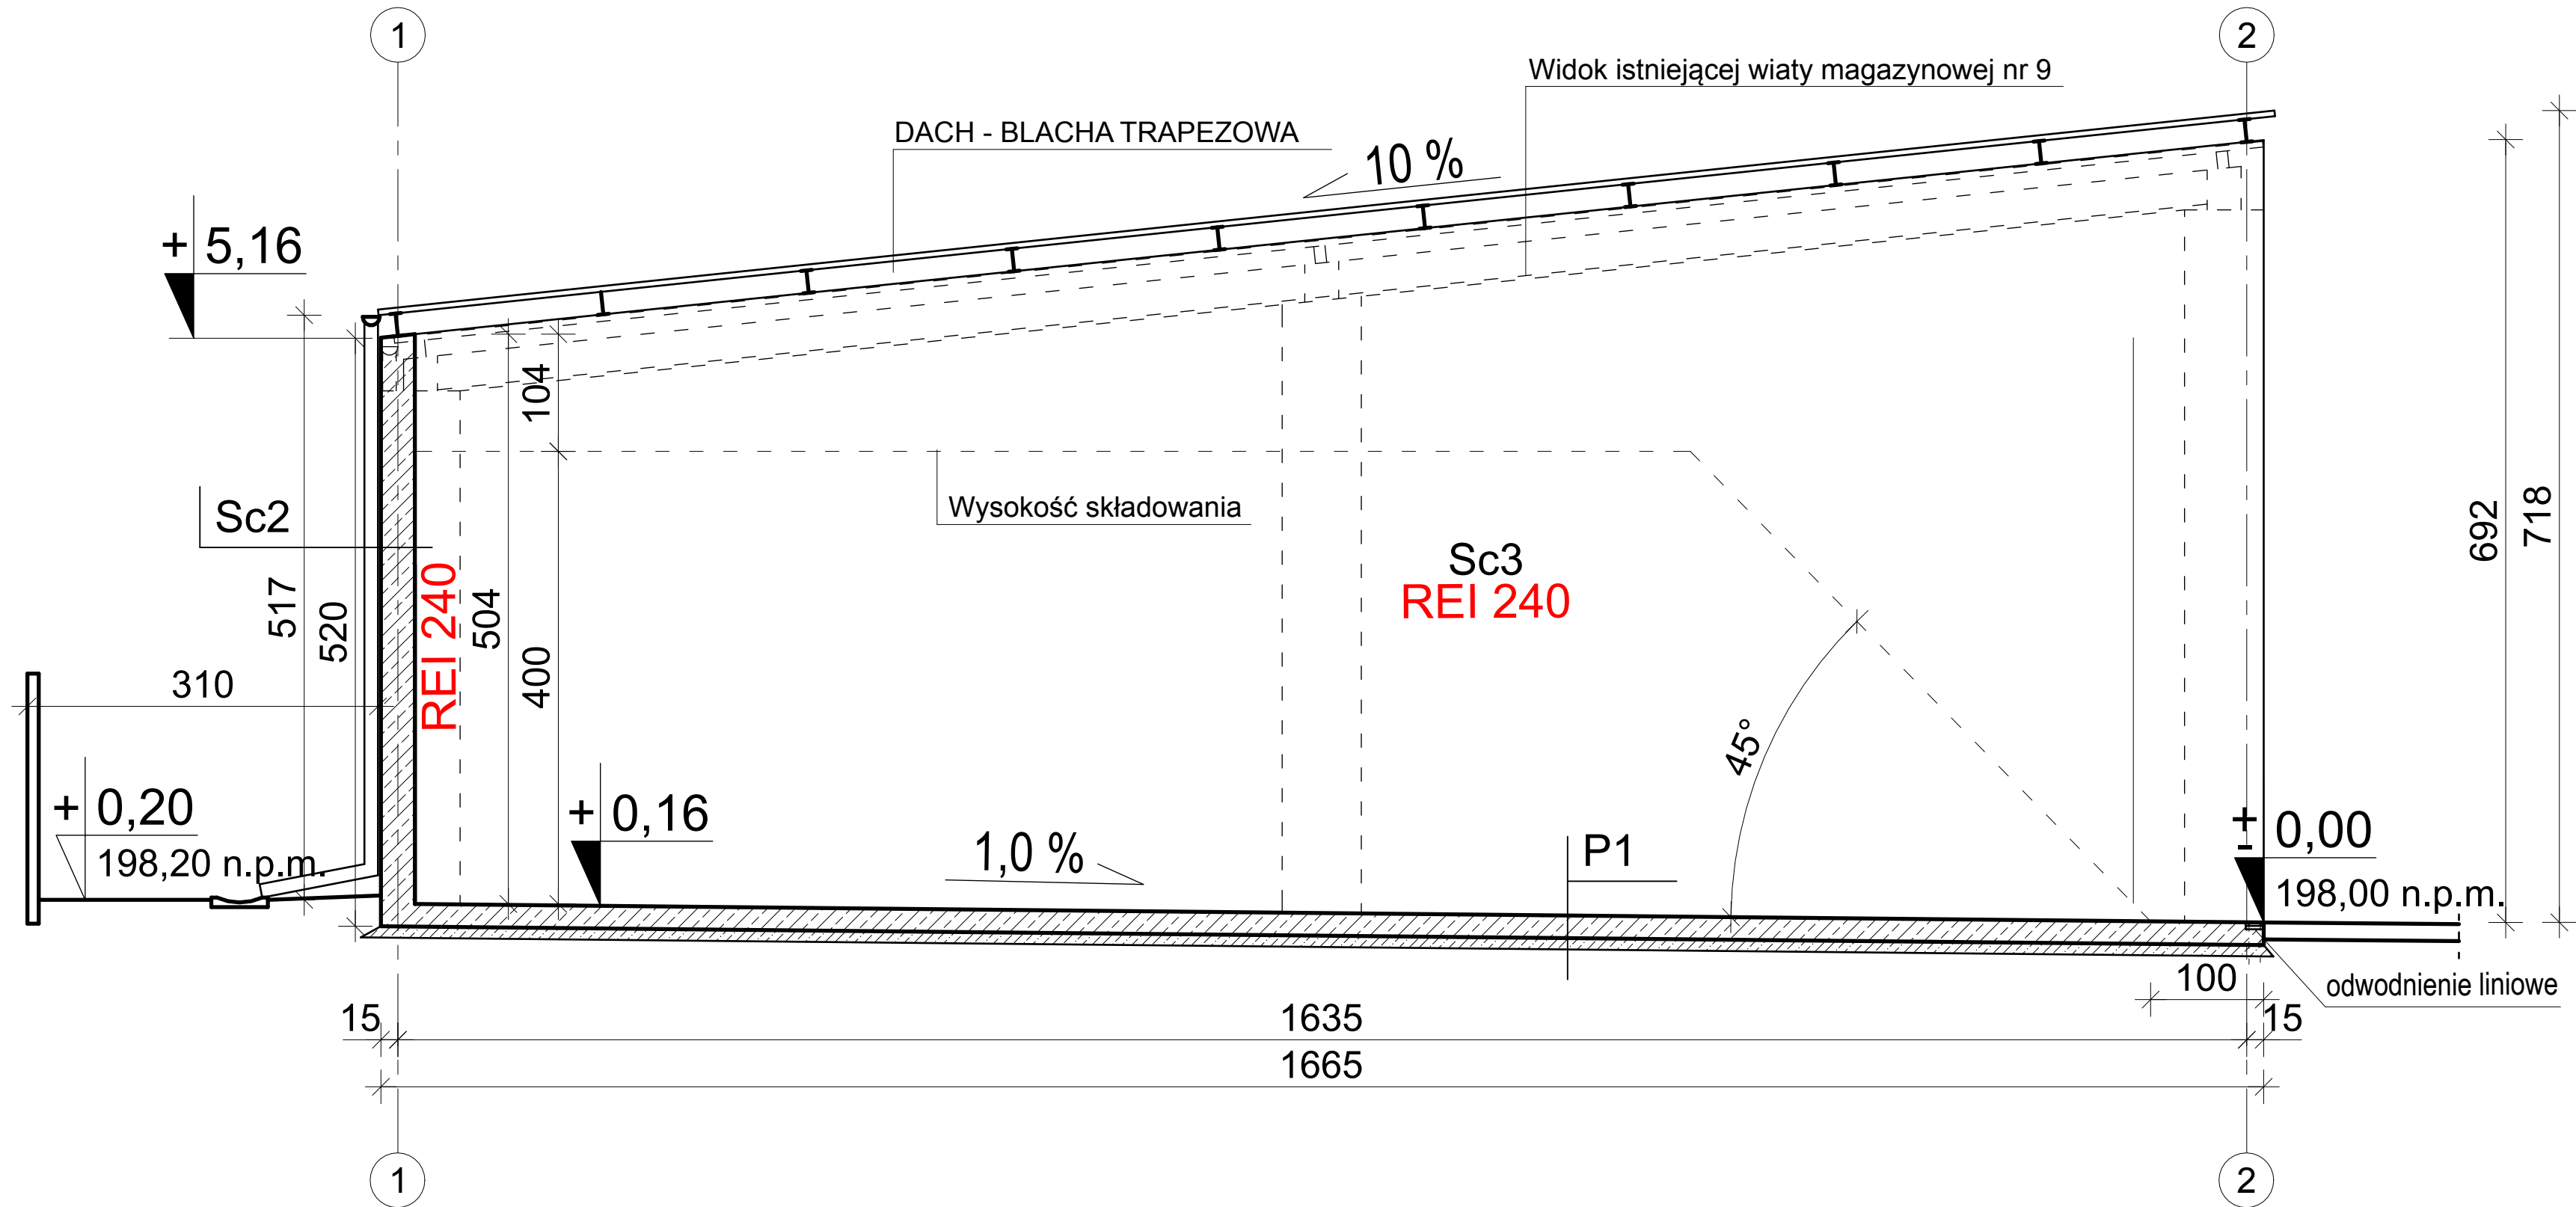 1
2
Widok istniejącej wiaty magazynowej nr 9
DACH - BLACHA TRAPEZOWA
10 %
+ 5,16
104
Wysokość składowania
Sc2
692
718
Sc3
REI 240
REI 240
517
520
504
400
310
45°
+ 0,20
198,20 n.p.m.
+ 0,16
1,0 %
P1
± 0,00
198,00 n.p.m.
100
odwodnienie liniowe
15
1635
15
1665
1
2